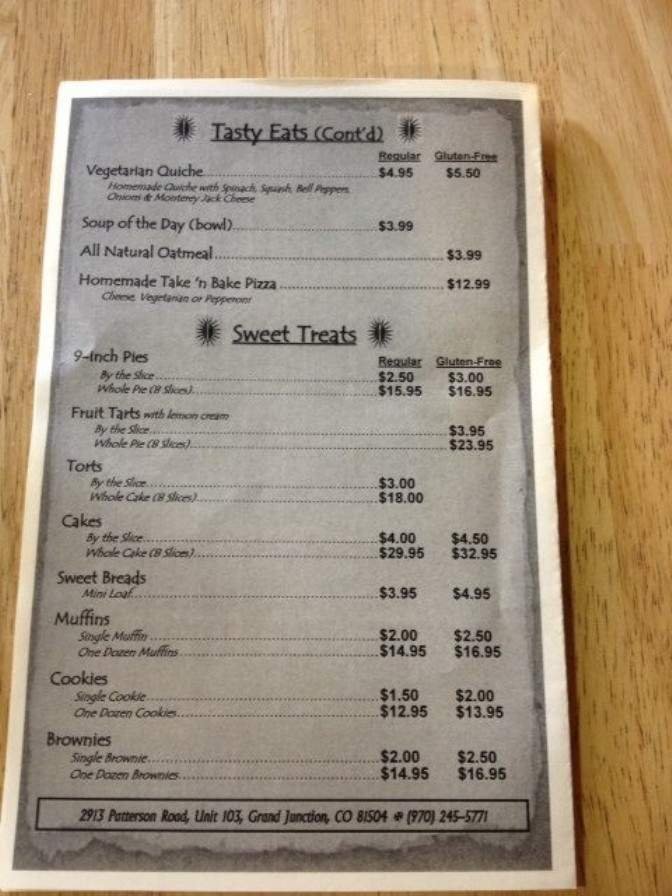 Tasty Eats (Cont'd)
Regular Gluten-Free
Vegetarian Quiche $4.95 $5.50
Homemade Quiche with Spinach, Squash, Bell Peppers,
Onions & Monterey Jack Cheese
Soup of the Day (bowl) $3.99
All Natural Oatmeal $3.99
Homemade Take 'n Bake Pizza $12.99
Cheese, Vegetarian or Pepperoni
Sweet Treats
9-Inch Pies Regular Gluten-Free
By the Slice $2.50 $3.00
Whole Pie (8 Slices) $15.95 $16.95
Fruit Tarts with lemon cream
By the Slice $3.95
Whole Pie (8 Slices) $23.95
Torts
By the Slice $3.00
Whole Cake (8 Slices) $18.00
Cakes
By the Slice $4.00 $4.50
Whole Cake (8 Slices) $29.95 $32.95
Sweet Breads
Mini Loaf $3.95 $4.95
Muffins
Single Muffin $2.00 $2.50
One Dozen Muffins $14.95 $16.95
Cookies
Single Cookie $1.50 $2.00
One Dozen Cookies $12.95 $13.95
Brownies
Single Brownie $2.00 $2.50
One Dozen Brownies $14.95 $16.95
2913 Patterson Road, Unit 103, Grand Junction, CO 81504 (970) 245-5771